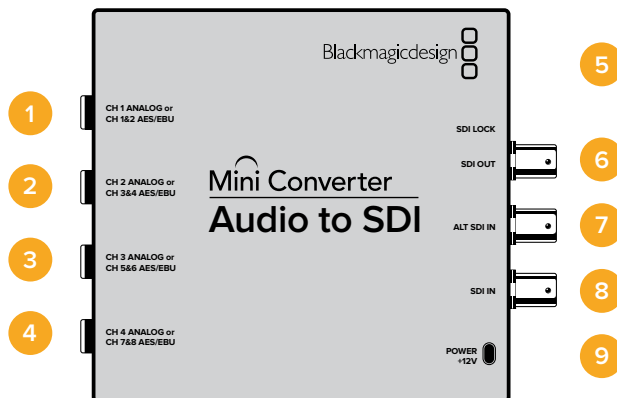 Blackmagicdesign
1
CH 1 ANALOG or
CH 1&2 AES/EBU
2
CH 2 ANALOG or
CH 3&4 AES/EBU
3
CH 3 ANALOG or
CH 5&6 AES/EBU
4
CH 4 ANALOG or
CH 7&8 AES/EBU
Mini Converter
Audio to SDI
5
SDI LOCK
SDI OUT
6
ALT SDI IN
7
SDI IN
8
POWER
+12V
9